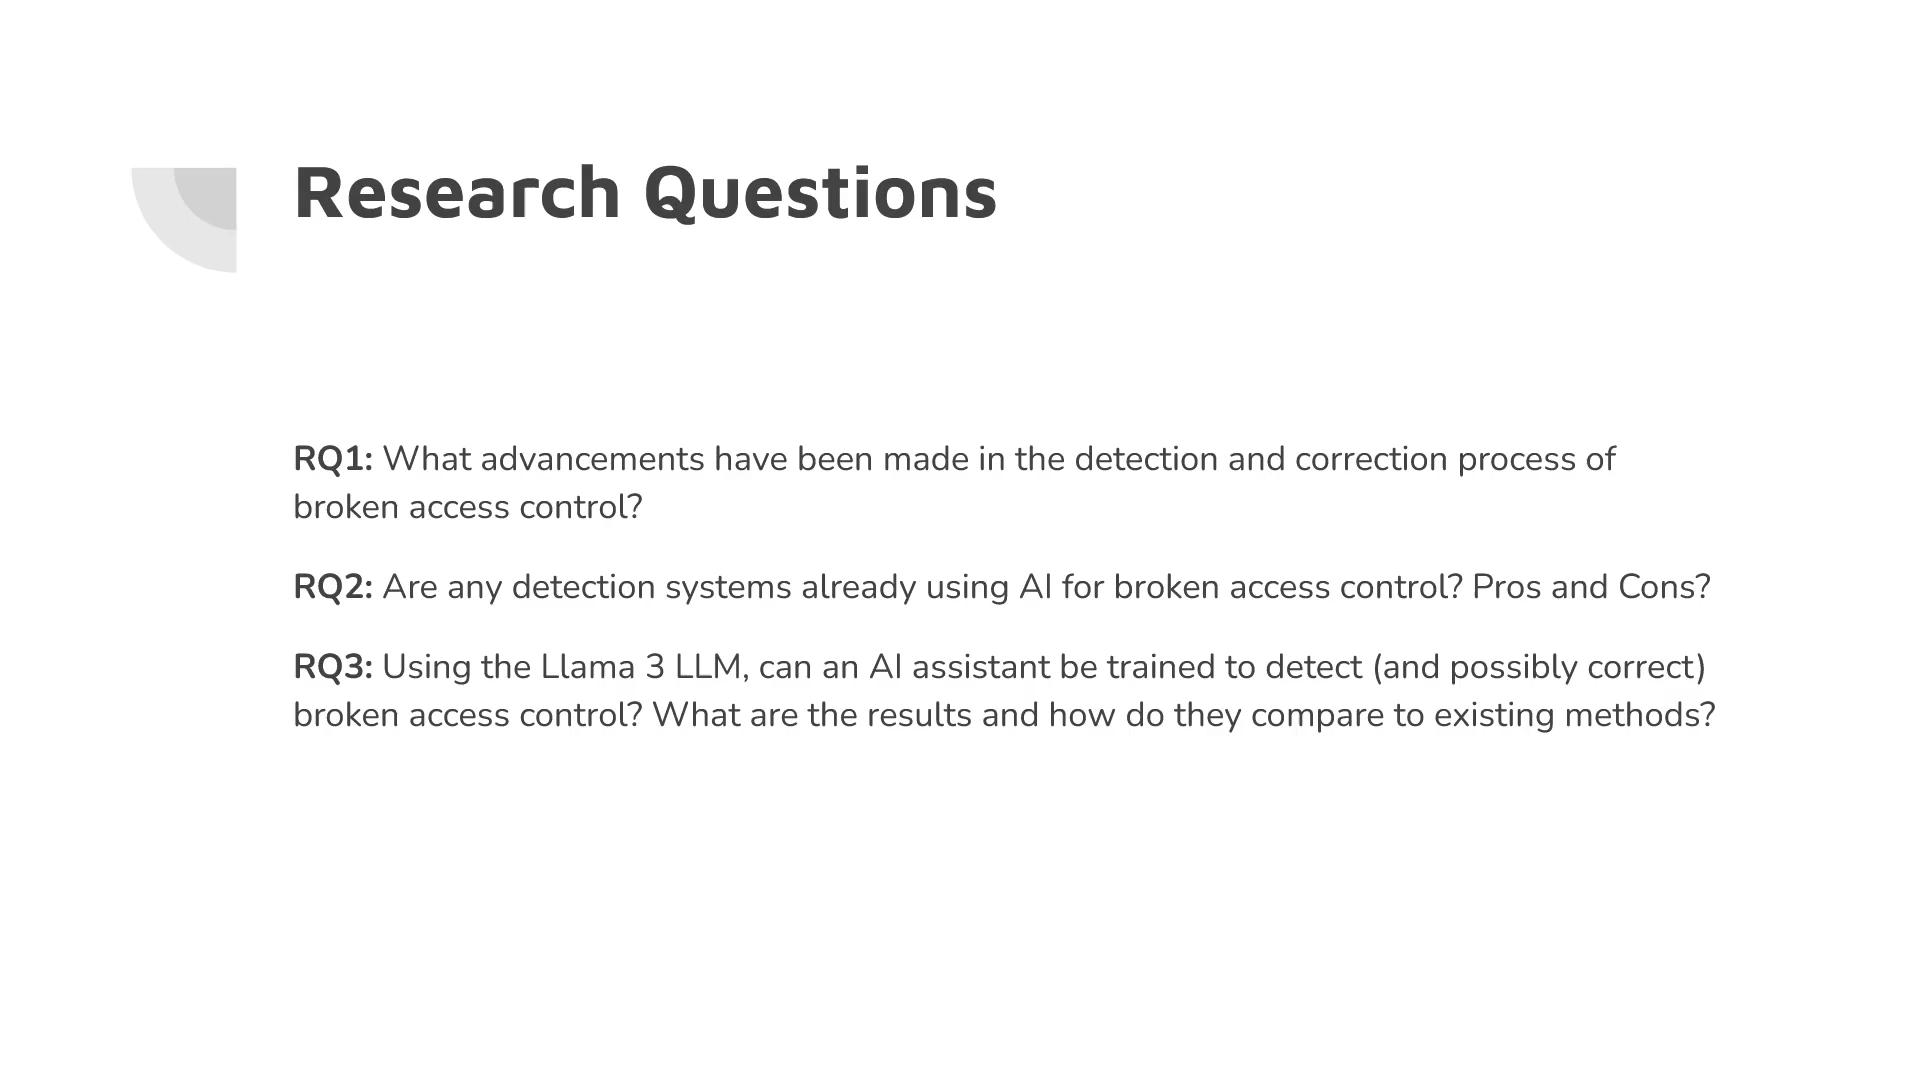 Research Questions
RQ1: What advancements have been made in the detection and correction process of
broken access control?
RQ2: Are any detection systems already using AI for broken access control? Pros and Cons?
RQ3: Using the Llama 3 LLM, can an AI assistant be trained to detect (and possibly correct)
broken access control? What are the results and how do they compare to existing methods?